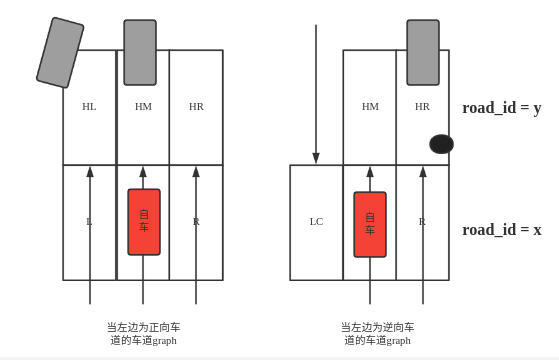 HL HM HR
HM HR
road_id = y
L
自
车
R
LC
自
车
R
road_id = x
当左边为正向车
道的车道graph
当左边为逆向车
道的车道graph